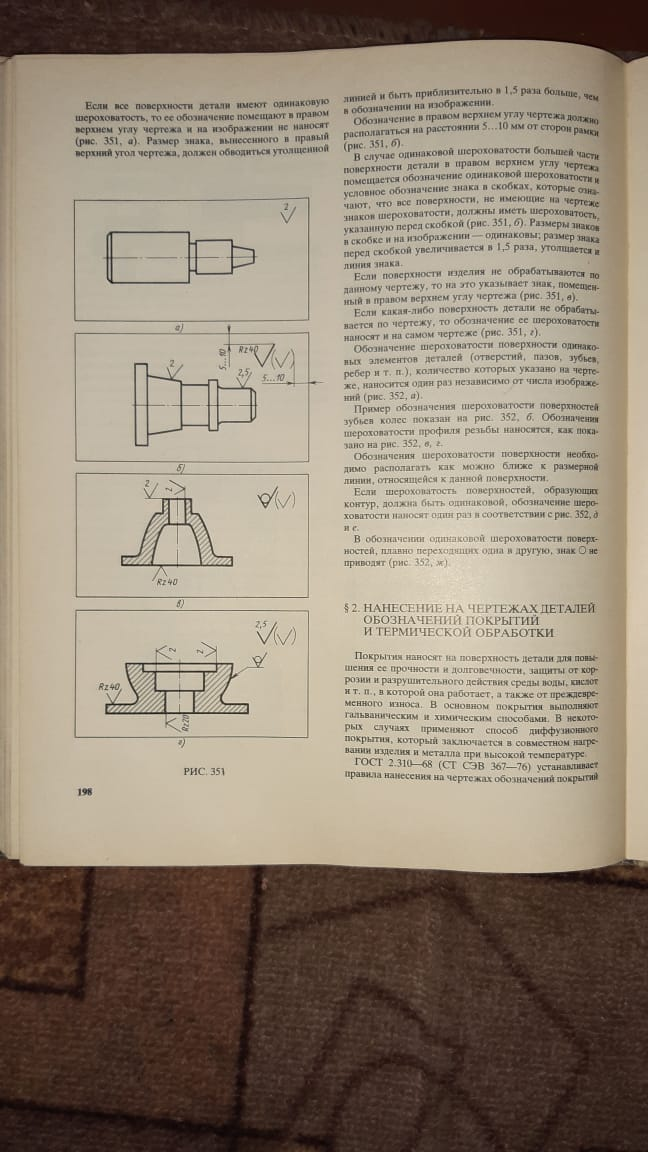 Если все поверхности детали имеют одинаковую
шероховатость, то ее обозначение помещают в правом
верхнем углу чертежа и на изображении не наносят
(рис. 351, а). Размер знака, вынесенного в правый
верхний угол чертежа, должен обводиться утолщенной
2
а)
2
2,5
Rz40
5...10
5...10
б)
2
2
Rz40
в)
2,5
2
2
Rz40
Rz20
г)
РИС. 351
198
линией и быть приблизительно в 1,5 раза больше, чем
в обозначении на изображении.
Обозначение в правом верхнем углу чертежа должно
располагаться на расстоянии 5...10 мм от сторон рамки
(рис. 351, б).
В случае одинаковой шероховатости большей части
поверхности детали в правом верхнем углу чертежа
помещается обозначение одинаковой шероховатости и
условное обозначение знака в скобках, которые озна-
чают, что все поверхности, не имеющие на чертеже
знаков шероховатости, должны иметь шероховатость,
указанную перед скобкой (рис. 351, б). Размеры знаков
в скобке и на изображении — одинаковы; размер знака
перед скобкой увеличивается в 1,5 раза, утолщается и
линия знака.
Если поверхности изделия не обрабатываются по
данному чертежу, то на это указывает знак, помещен-
ный в правом верхнем углу чертежа (рис. 351, в).
Если какая-либо поверхность детали не обрабаты-
вается по чертежу, то обозначение ее шероховатости
наносят и на самом чертеже (рис. 351, г).
Обозначение шероховатости поверхности одинако-
вых элементов деталей (отверстий, пазов, зубьев,
ребер и т. п.), количество которых указано на черте-
же, наносится один раз независимо от числа изображе-
ний (рис. 352, а).
Пример обозначения шероховатости поверхностей
зубьев колес показан на рис. 352, б. Обозначения
шероховатости профиля резьбы наносятся, как пока-
зано на рис. 352, в, г.
Обозначения шероховатости поверхности необхо-
димо располагать как можно ближе к размерной
линии, относящейся к данной поверхности.
Если шероховатость поверхностей, образующих
контур, должна быть одинаковой, обозначение шеро-
ховатости наносят один раз в соответствии с рис. 352, д
и е.
В обозначении одинаковой шероховатости поверх-
ностей, плавно переходящих одна в другую, знак ○ не
приводят (рис. 352, ж).
§ 2. НАНЕСЕНИЕ НА ЧЕРТЕЖАХ ДЕТАЛЕЙ
ОБОЗНАЧЕНИЙ ПОКРЫТИЙ
И ТЕРМИЧЕСКОЙ ОБРАБОТКИ
Покрытия наносят на поверхность детали для повы-
шения ее прочности и долговечности, защиты от кор-
розии и разрушительного действия среды воды, кислот
и т. п., в которой она работает, а также от преждевре-
менного износа. В основном покрытия выполняют
гальваническим и химическим способами. В некото-
рых случаях применяют способ диффузионного
покрытия, который заключается в совместном нагре-
вании изделия и металла при высокой температуре.
ГОСТ 2.310—68 (СТ СЭВ 367—76) устанавливает
правила нанесения на чертежах обозначений покрытий